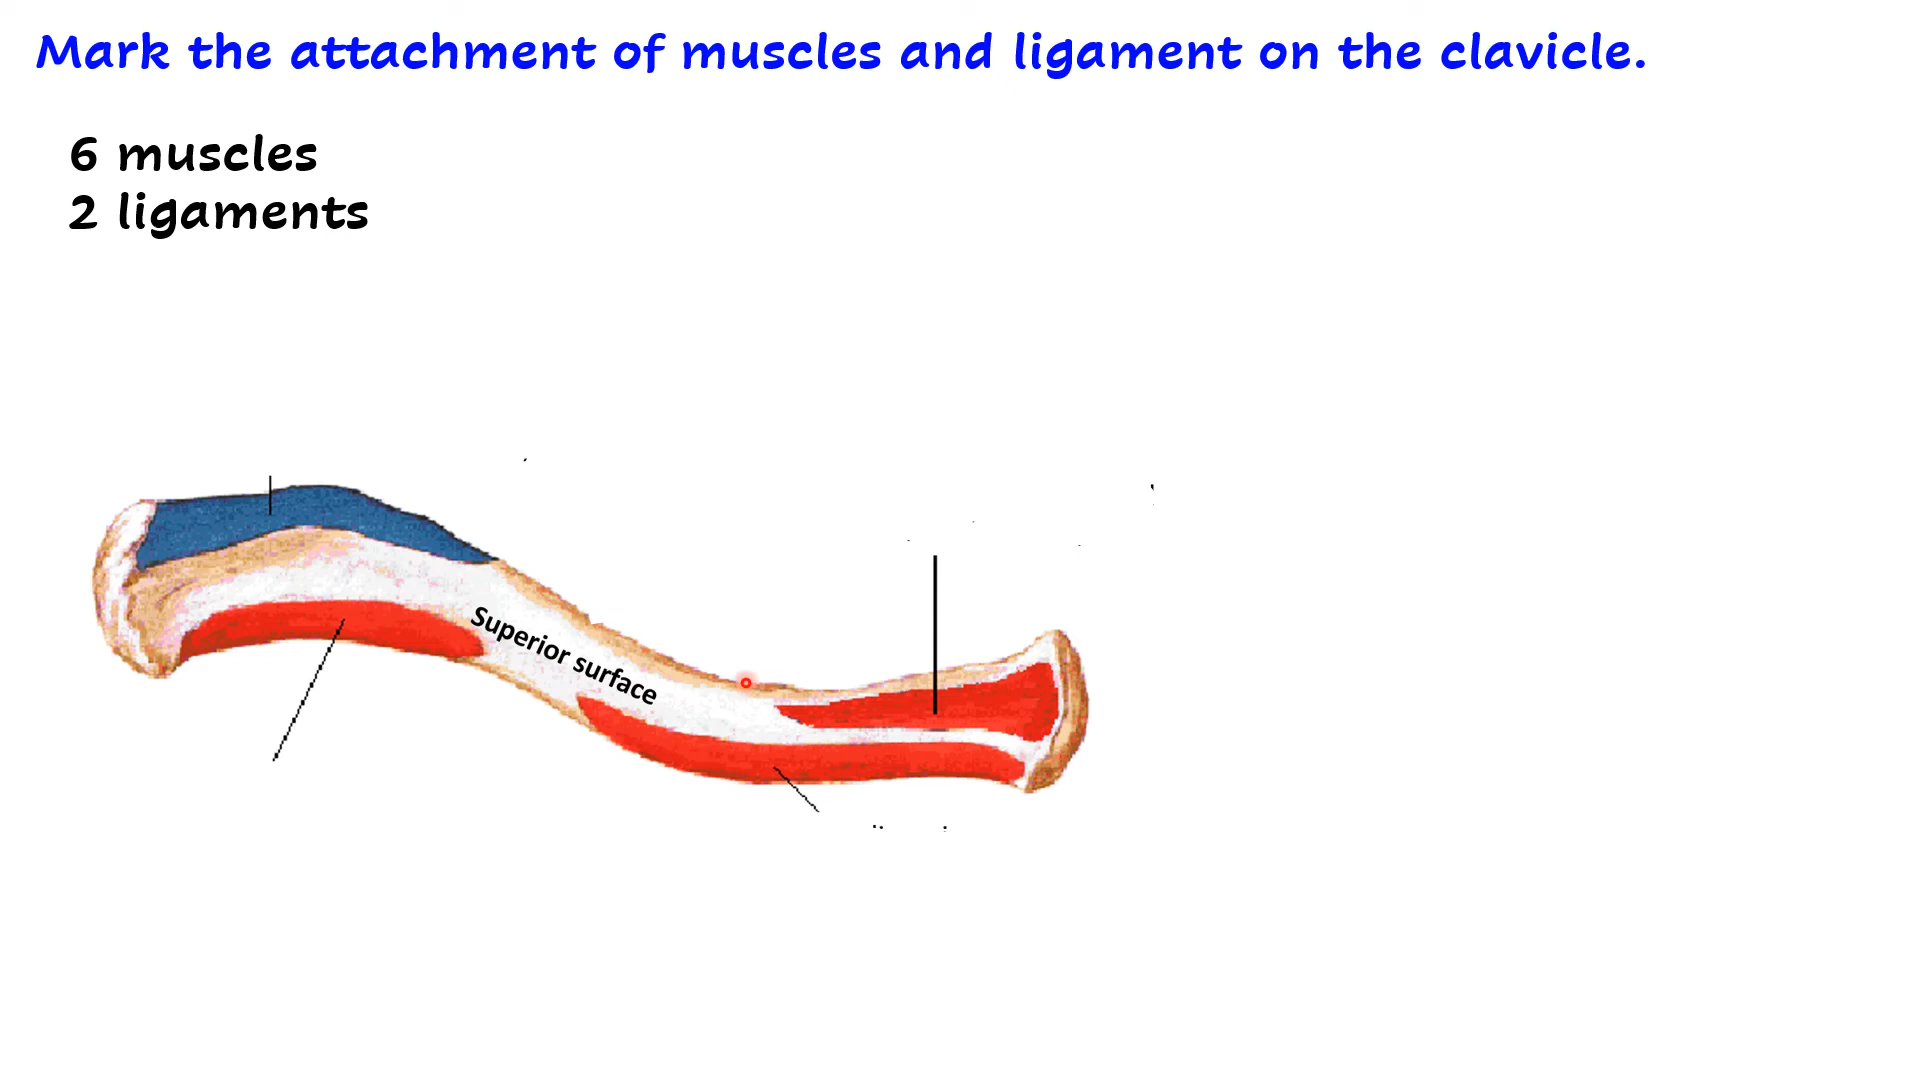 Mark the attachment of muscles and ligament on the clavicle.
6 muscles
2 ligaments
Superior surface